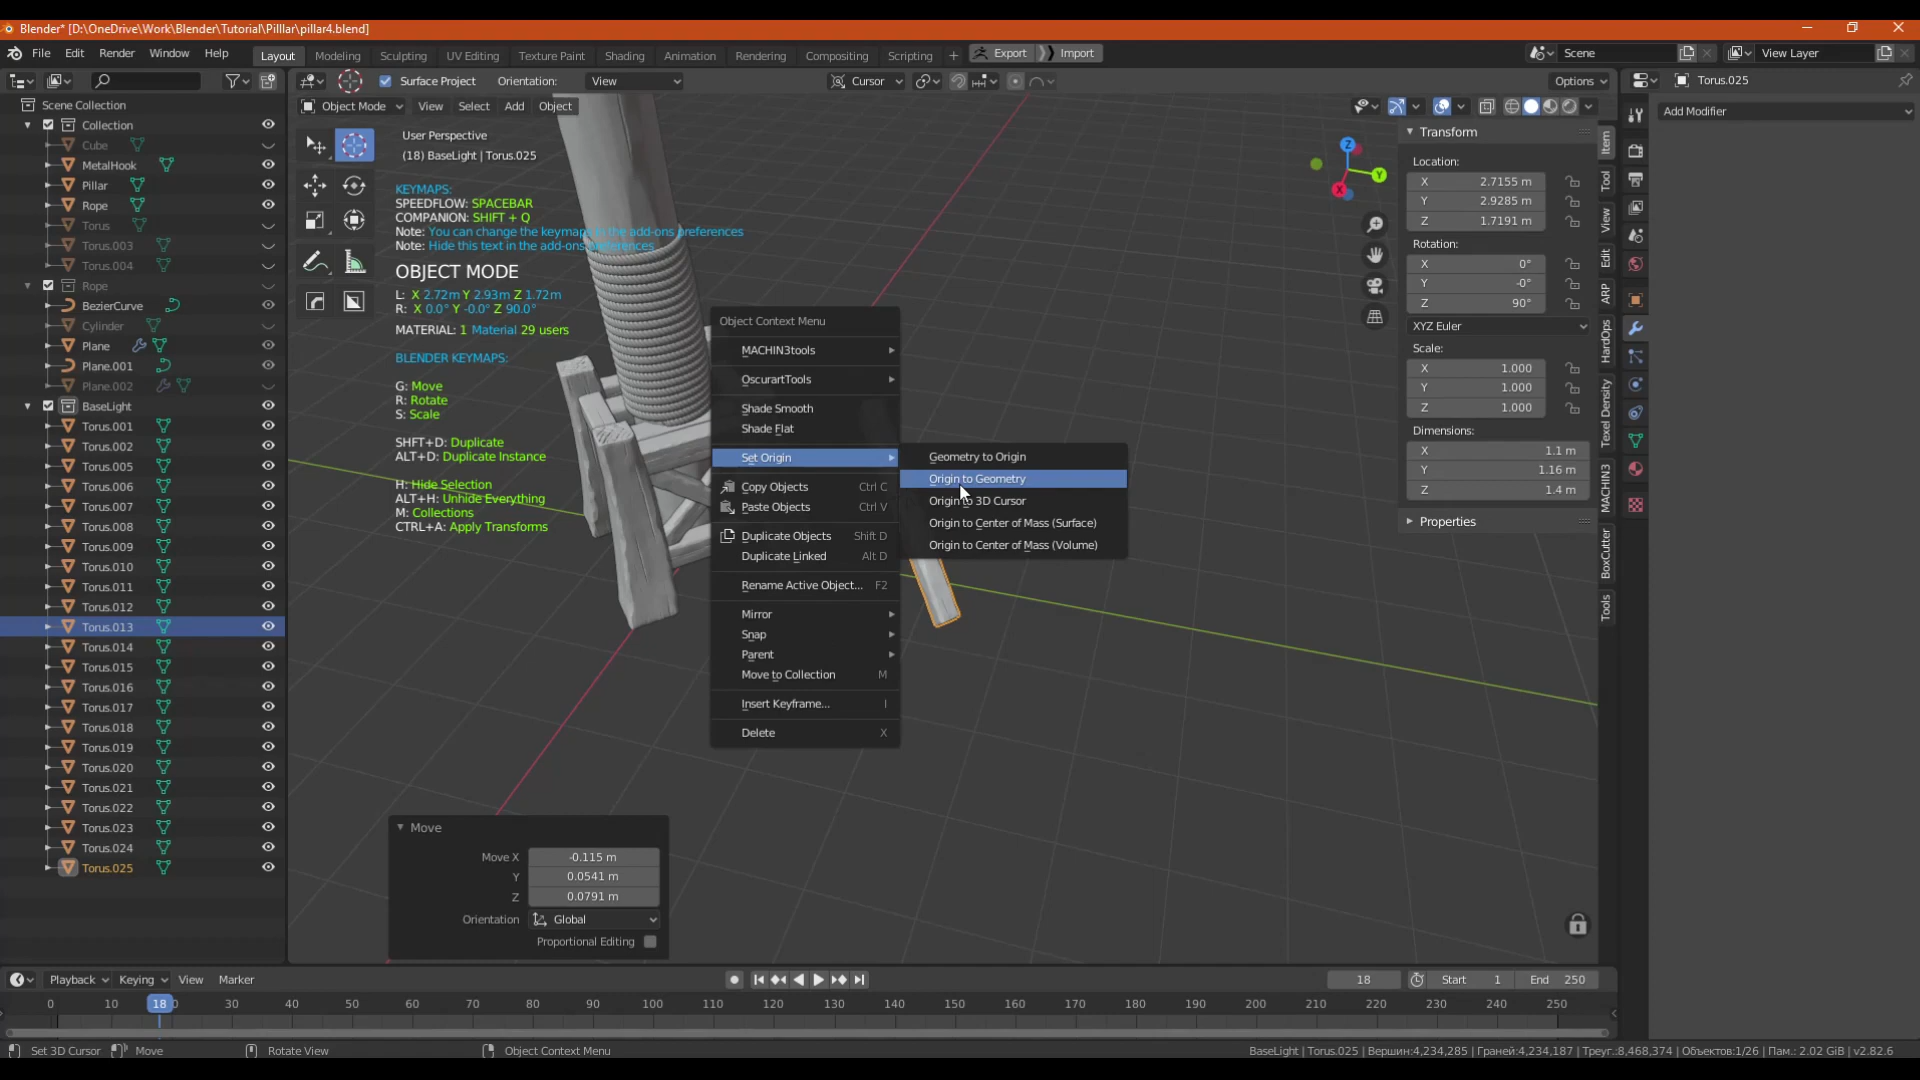 Blender* [D:\OneDrive\Work\Blender\Tutorial\Pilllar\pillar4.blend]
File Edit Render Window Help
Layout Modeling Sculpting UV Editing Texture Paint Shading Animation Rendering Compositing Scripting
Export Import
Scene
View Layer
Surface Project Orientation: View
Cursor
Options
Torus.025
Object Mode View Select Add Object
Add Modifier
Scene Collection
Collection
Cube
MetalHook
Pillar
Rope
Torus
Torus.003
Torus.004
Rope
BezierCurve
Cylinder
Plane
Plane.001
Plane.002
BaseLight
Torus.001
Torus.002
Torus.005
Torus.006
Torus.007
Torus.008
Torus.009
Torus.010
Torus.011
Torus.012
Torus.013
Torus.014
Torus.015
Torus.016
Torus.017
Torus.018
Torus.019
Torus.020
Torus.021
Torus.022
Torus.023
Torus.024
Torus.025
User Perspective
(18) BaseLight | Torus.025
KEYMAPS:
SPEEDFLOW: SPACEBAR
COMPANION: SHIFT + Q
Note: You can change the keymaps in the add-ons preferences
Note: Hide this text in the add-ons preferences
OBJECT MODE
L: X 2.72m Y 2.93m Z 1.72m
R: X 0.0° Y -0.0° Z 90.0°
MATERIAL: 1 Material 29 users
BLENDER KEYMAPS:
G: Move
R: Rotate
S: Scale
SHFT+D: Duplicate
ALT+D: Duplicate Instance
H: Hide Selection
ALT+H: Unhide Everything
M: Collections
CTRL+A: Apply Transforms
Object Context Menu
MACHIN3tools
OscurartTools
Shade Smooth
Shade Flat
Set Origin
Copy Objects Ctrl C
Paste Objects Ctrl V
Duplicate Objects Shift D
Duplicate Linked Alt D
Rename Active Object... F2
Mirror
Snap
Parent
Move to Collection M
Insert Keyframe... I
Delete X
Geometry to Origin
Origin to Geometry
Origin to 3D Cursor
Origin to Center of Mass (Surface)
Origin to Center of Mass (Volume)
Z
Y
X
Transform
Location:
X 2.7155 m
Y 2.9285 m
Z 1.7191 m
Rotation:
X 0°
Y -0°
Z 90°
XYZ Euler
Scale:
X 1.000
Y 1.000
Z 1.000
Dimensions:
X 1.1 m
Y 1.16 m
Z 1.4 m
Properties
Item
Tool
View
Edit
ARP
HardOps
Texel Density
MACHIN3
BoxCutter
Tools
Move
Move X -0.115 m
Y 0.0541 m
Z 0.0791 m
Orientation Global
Proportional Editing
Playback Keying View Marker
18 Start 1 End 250
0 10 18 30 40 50 60 70 80 90 100 110 120 130 140 150 160 170 180 190 200 210 220 230 240 250
Set 3D Cursor Move Rotate View Object Context Menu
BaseLight | Torus.025 | Вершин:4,234,285 | Граней:4,234,187 | Треуг.:8,468,374 | Объектов:1/26 | Пам.: 2.02 GiB | v2.82.6